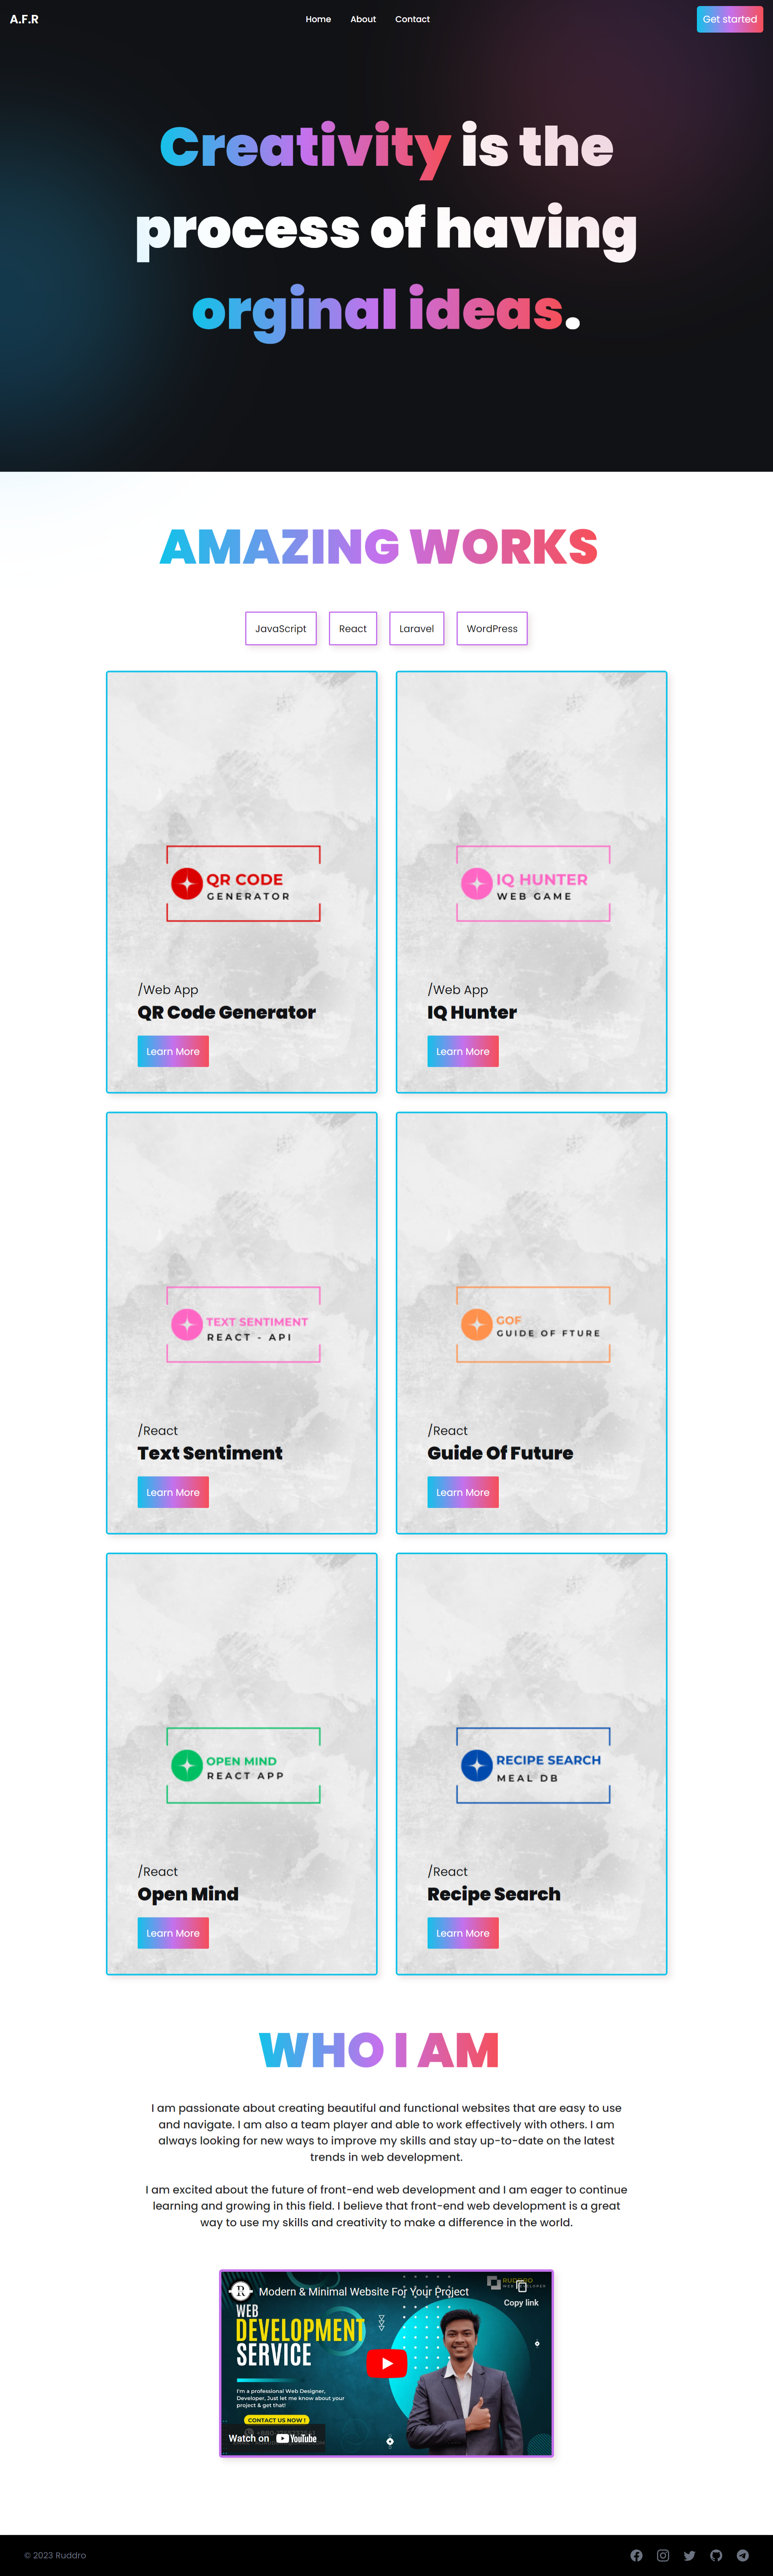 A.F.R
Home
About
Contact
Get started
Creativity is the
process of having
orginal ideas.
AMAZING WORKS
JavaScript
React
Laravel
WordPress
QR CODE
GENERATOR
/Web App
QR Code Generator
Learn More
IQ HUNTER
WEB GAME
/Web App
IQ Hunter
Learn More
TEXT SENTIMENT
REACT - API
/React
Text Sentiment
Learn More
GOF
GUIDE OF FTURE
/React
Guide Of Future
Learn More
OPEN MIND
REACT APP
/React
Open Mind
Learn More
RECIPE SEARCH
MEAL DB
/React
Recipe Search
Learn More
WHO I AM
I am passionate about creating beautiful and functional websites that are easy to use
and navigate. I am also a team player and able to work effectively with others. I am
always looking for new ways to improve my skills and stay up-to-date on the latest
trends in web development.
I am excited about the future of front-end web development and I am eager to continue
learning and growing in this field. I believe that front-end web development is a great
way to use my skills and creativity to make a difference in the world.
R
Modern & Minimal Website For Your Project
RUDDRO
WEB DEVELOPER
Copy link
WEB
DEVELOPMENT
SERVICE
I'm a professional Web Designer,
Developer, Just let me know about your
project & get that!
CONTACT US NOW !
Watch on YouTube
© 2023 Ruddro